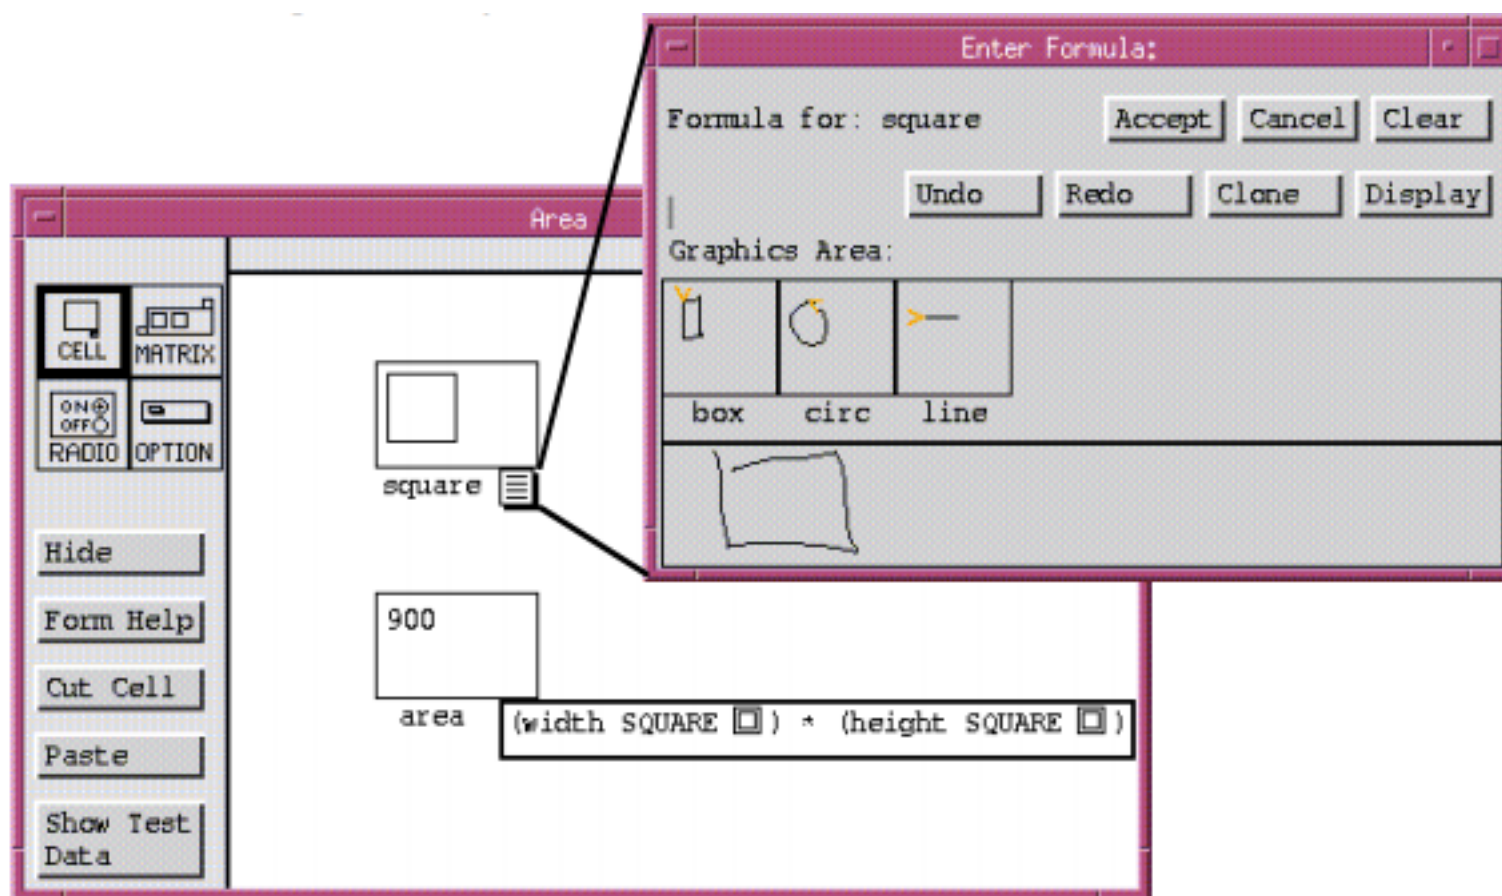 Enter Formula:
Formula for: square
Accept
Cancel
Clear
Undo
Redo
Clone
Display
Graphics Area:
box
circ
line
Area
CELL
MATRIX
ON
OFF
RADIO
OPTION
square
Hide
Form Help
Cut Cell
Paste
Show Test
Data
900
area
(width SQUARE ) * (height SQUARE )